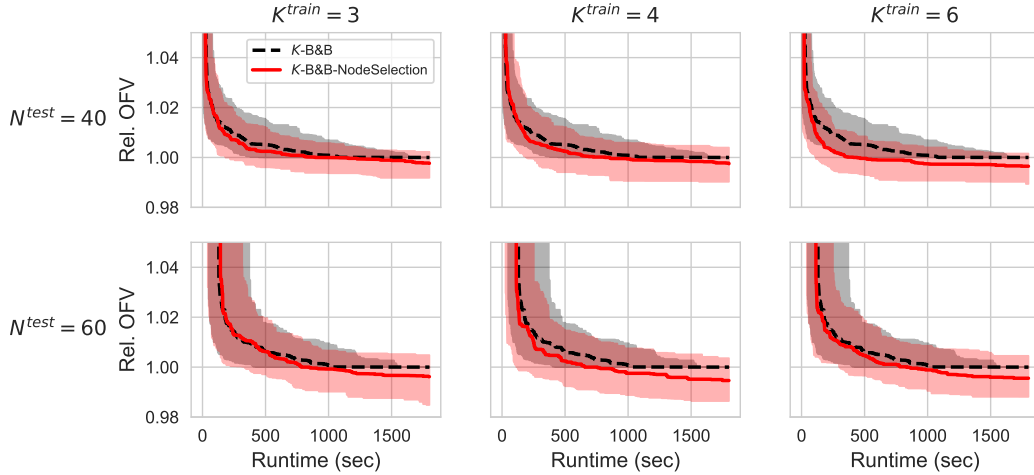 K^{train} = 3
K^{train} = 4
K^{train} = 6
N^{test} = 40
Rel. OFV
1.04
1.02
1.00
0.98
K-B&B
K-B&B-NodeSelection
N^{test} = 60
Rel. OFV
1.04
1.02
1.00
0.98
0 500 1000 1500
0 500 1000 1500
0 500 1000 1500
Runtime (sec)
Runtime (sec)
Runtime (sec)